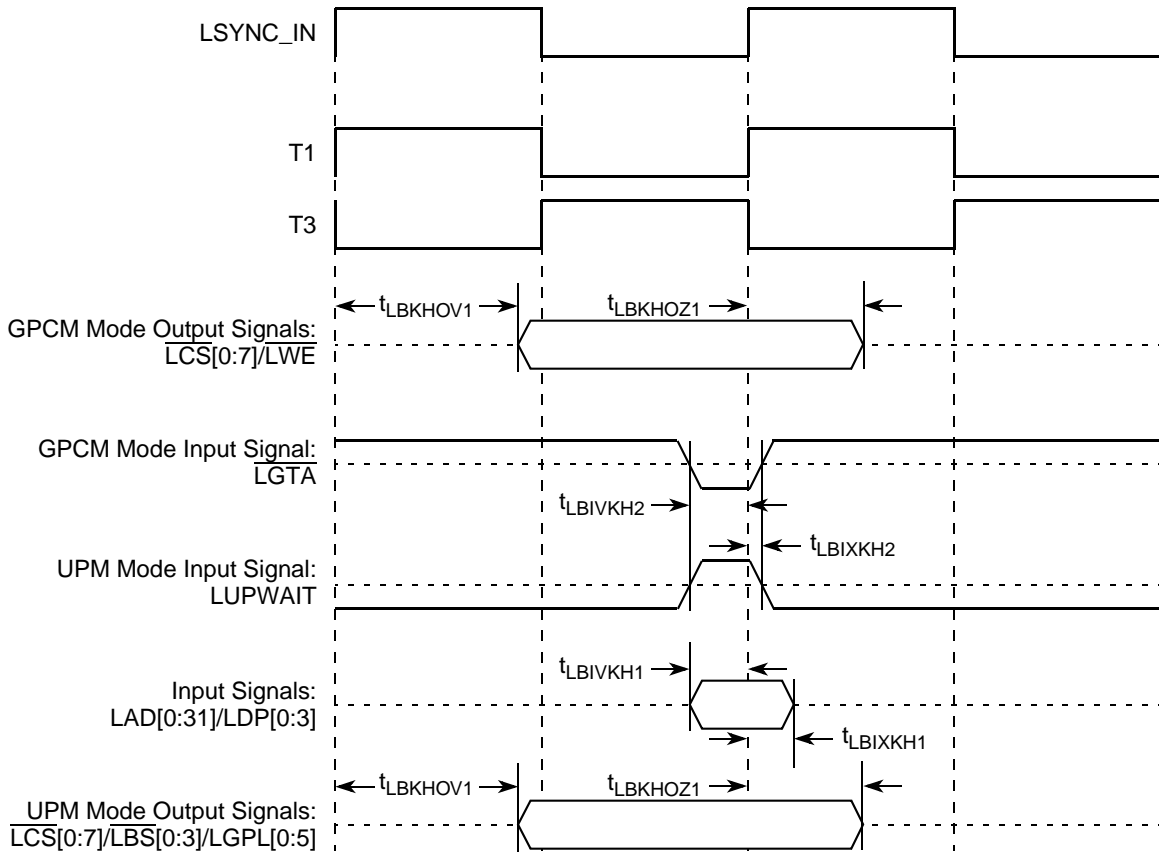 LSYNC_IN
T1
T3
tLBKHOV1 tLBKHOZ1
GPCM Mode Output Signals:
LCS[0:7]/LWE
GPCM Mode Input Signal:
LGTA
tLBIVKH2
tLBIXKH2
UPM Mode Input Signal:
LUPWAIT
tLBIVKH1
Input Signals:
LAD[0:31]/LDP[0:3]
tLBIXKH1
tLBKHOV1 tLBKHOZ1
UPM Mode Output Signals:
LCS[0:7]/LBS[0:3]/LGPL[0:5]